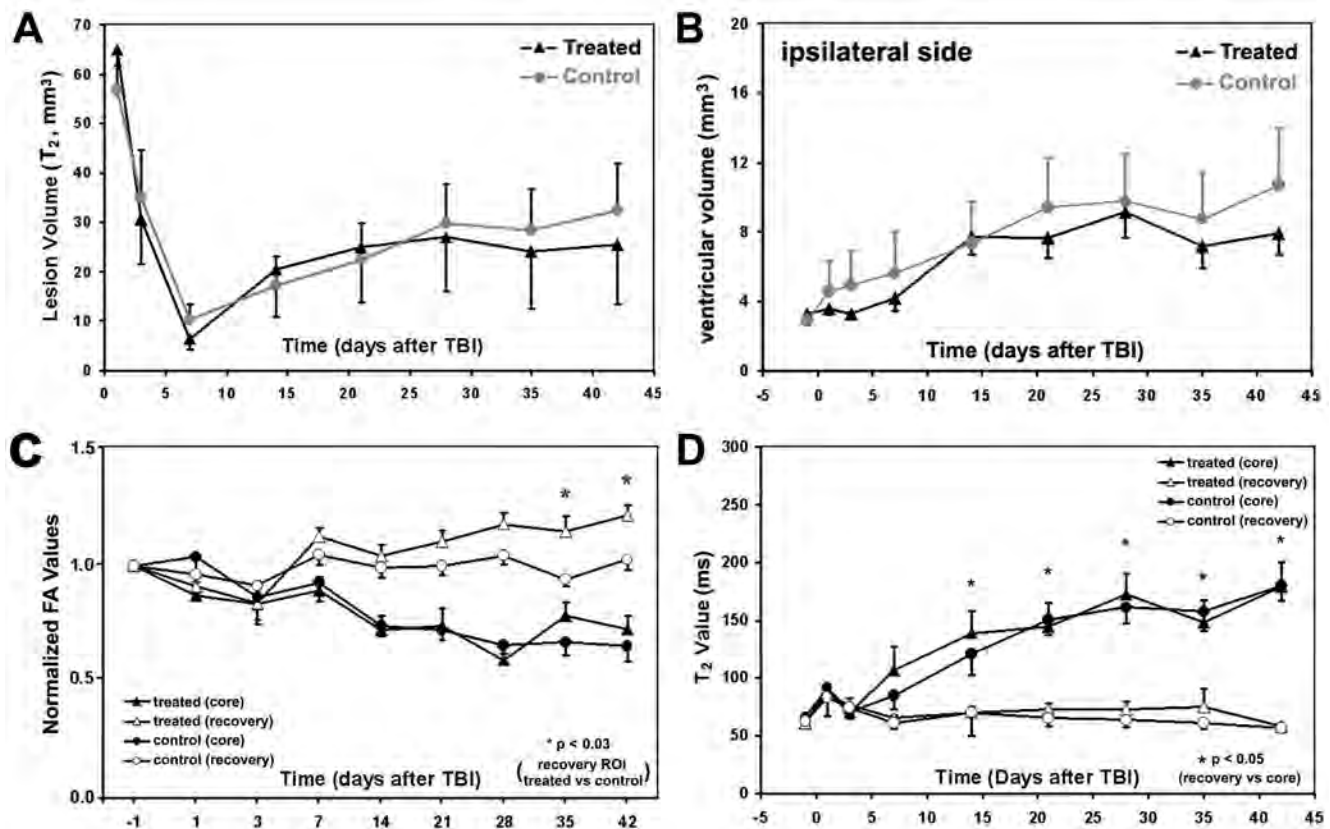 A
Lesion Volume (T2, mm3)
70
60
50
40
30
20
10
0
Treated
Control
Time (days after TBI)
0 5 10 15 20 25 30 35 40 45
B
ipsilateral side
ventricular volume (mm3)
20
16
12
8
4
0
Treated
Control
Time (days after TBI)
-5 0 5 10 15 20 25 30 35 40 45
C
Normalized FA Values
1.5
1.0
0.5
0.0
* *
treated (core)
treated (recovery)
control (core)
control (recovery)
* p < 0.03
recovery ROI
(treated vs control)
Time (days after TBI)
-1 1 3 7 14 21 28 35 42
D
T2 Value (ms)
300
250
200
150
100
50
0
treated (core)
treated (recovery)
control (core)
control (recovery)
* * * * *
Time (Days after TBI)
* p < 0.05
(recovery vs core)
-5 0 5 10 15 20 25 30 35 40 45